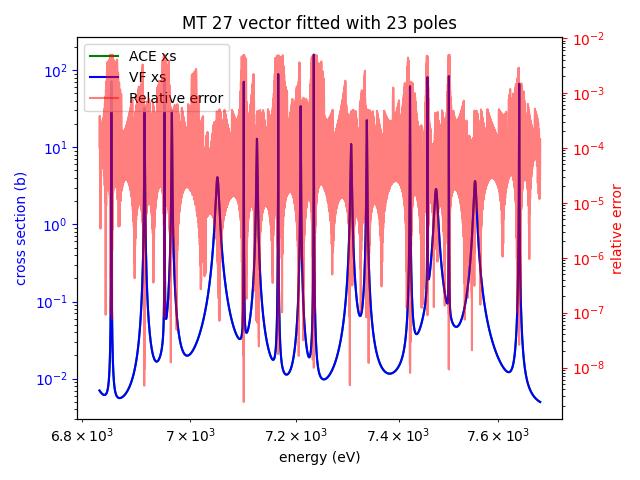 MT 27 vector fitted with 23 poles
ACE xs
VF xs
Relative error
cross section (b)
10²
10¹
10⁰
10⁻¹
10⁻²
10⁻²
10⁻³
10⁻⁴
10⁻⁵
10⁻⁶
10⁻⁷
10⁻⁸
relative error
6.8 × 10³ 7 × 10³ 7.2 × 10³ 7.4 × 10³ 7.6 × 10³
energy (eV)